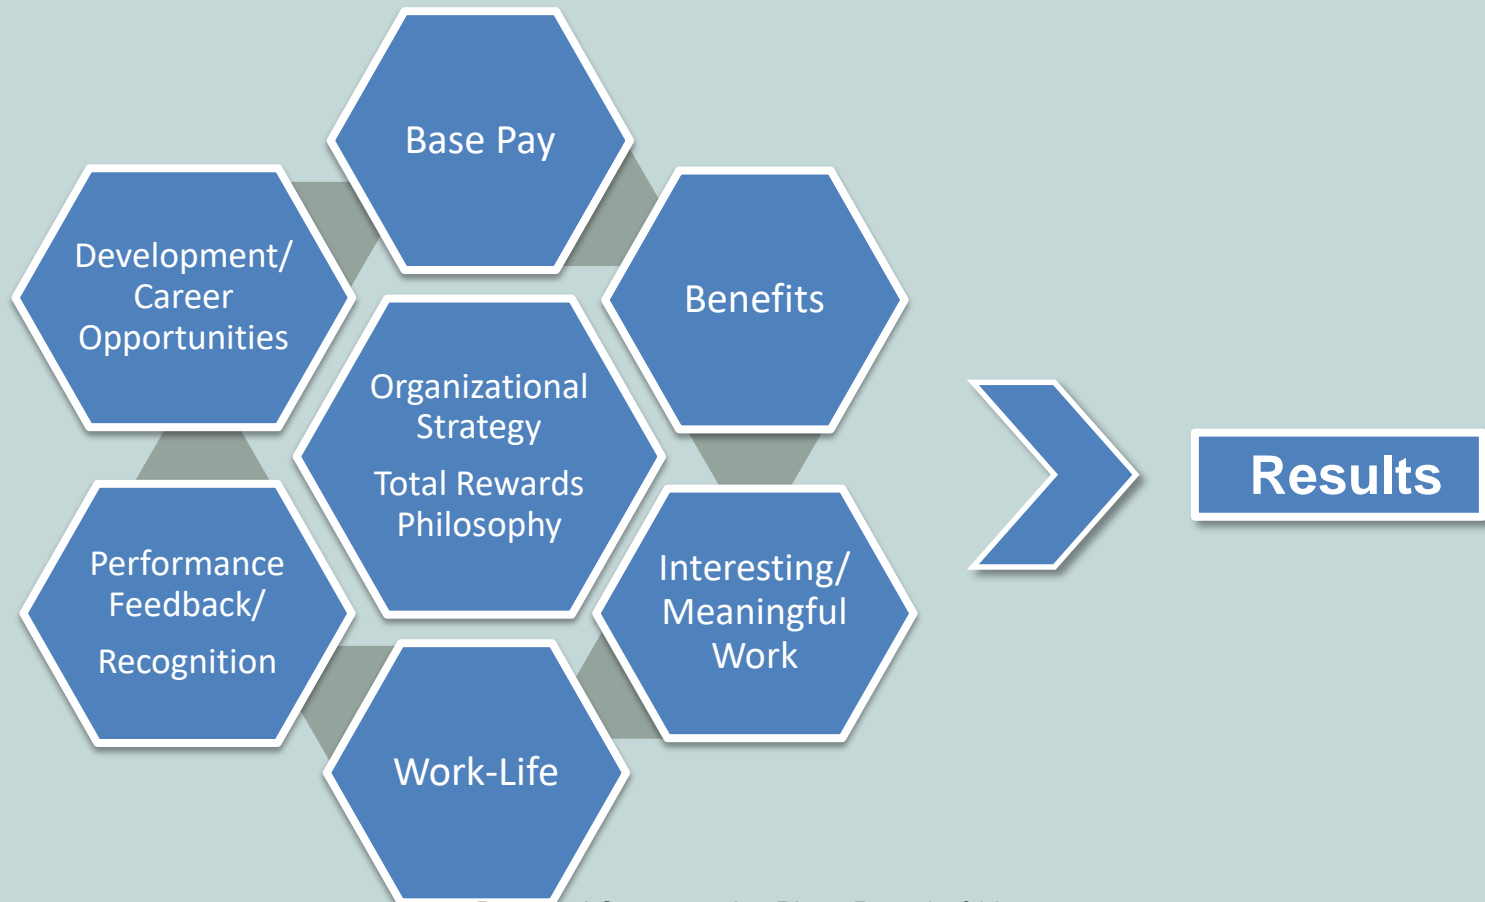 Base Pay
Development/
Career
Opportunities
Benefits
Organizational
Strategy
Total Rewards
Philosophy
Results
Performance
Feedback/
Recognition
Interesting/
Meaningful
Work
Work-Life